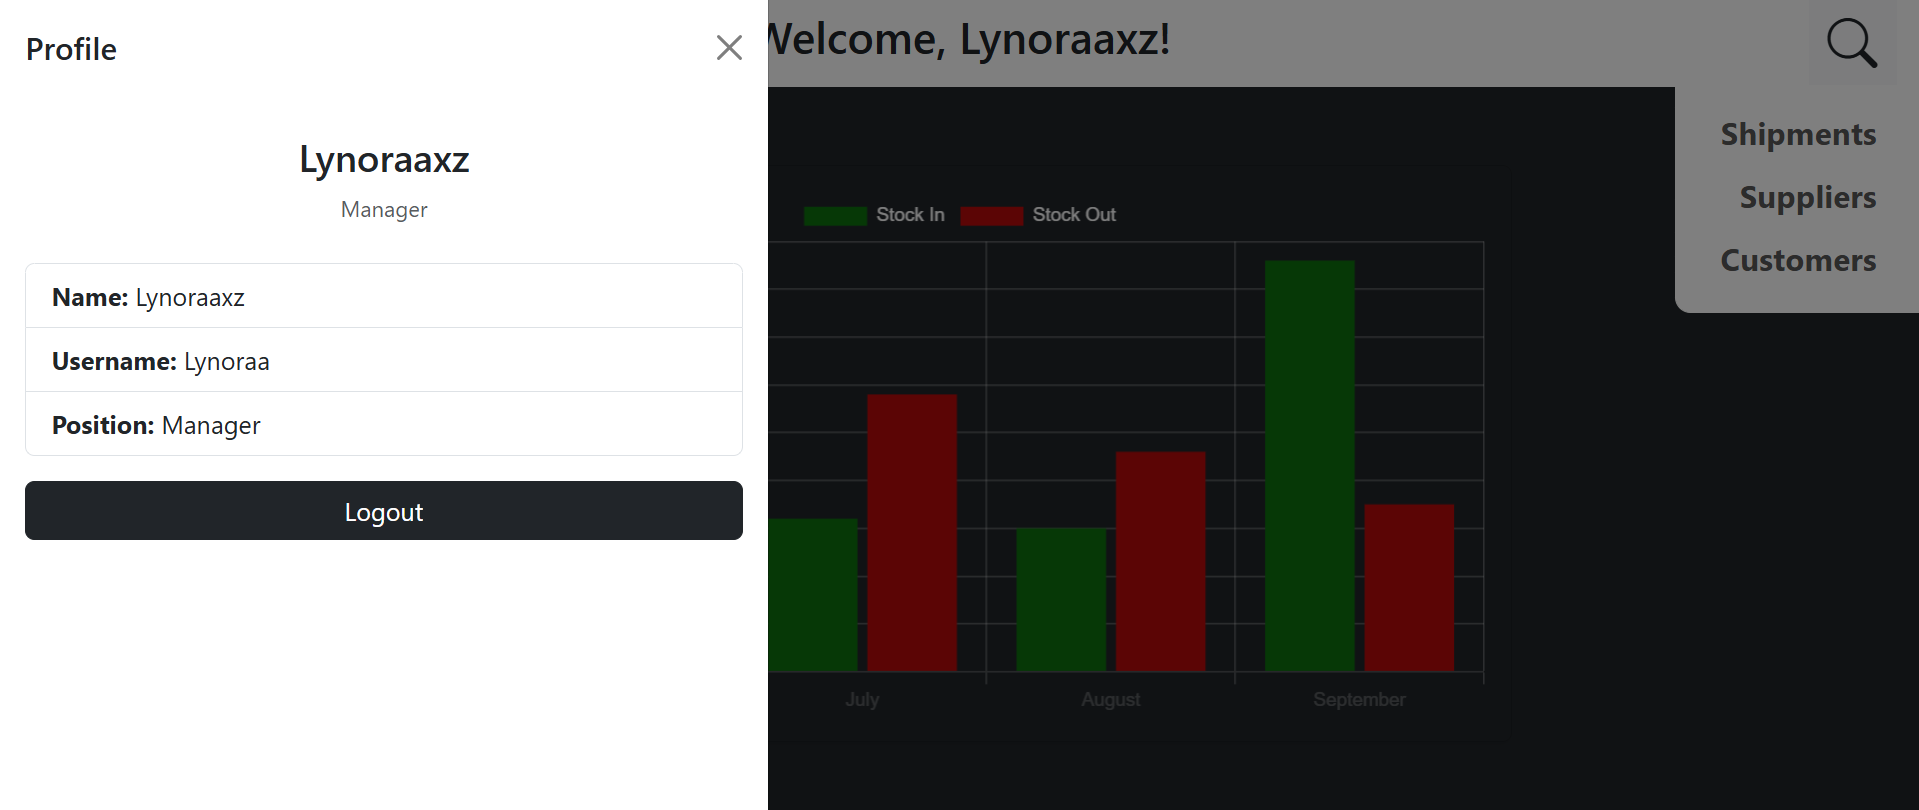 Profile
Lynoraaxz
Manager
Name: Lynoraaxz
Username: Lynoraa
Position: Manager
Logout
Welcome, Lynoraaxz!
Shipments
Suppliers
Customers
Stock In
Stock Out
July
August
September